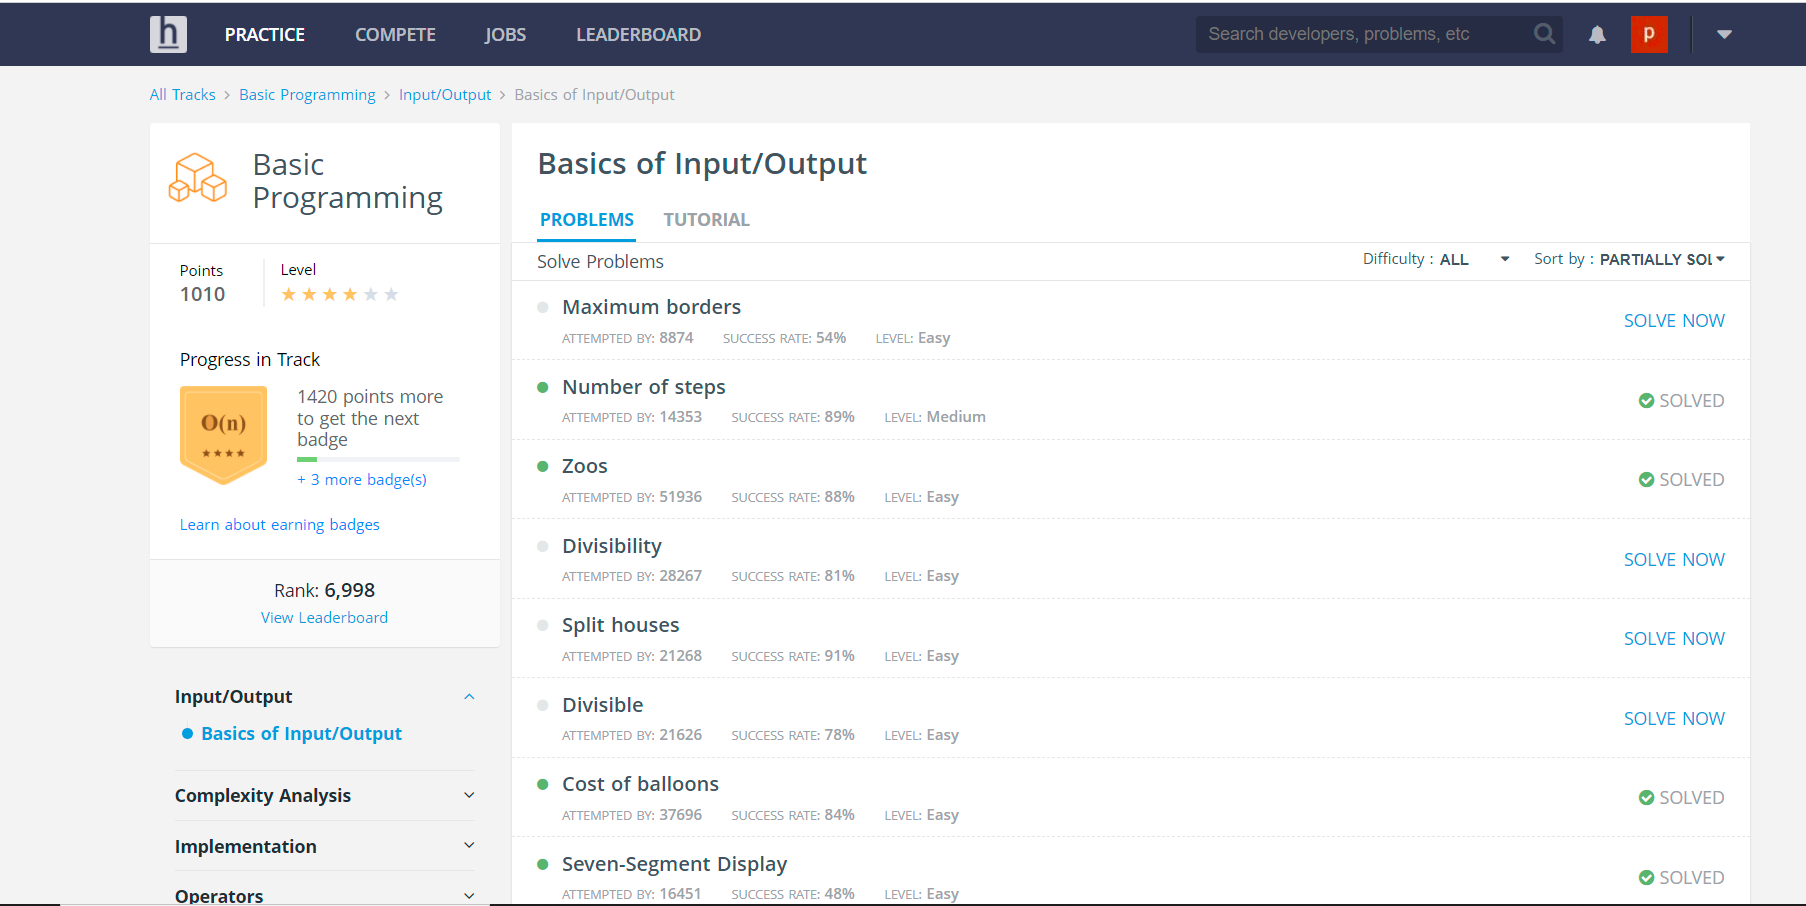 h PRACTICE COMPETE JOBS LEADERBOARD Search developers, problems, etc p
All Tracks > Basic Programming > Input/Output > Basics of Input/Output
Basic
Programming
Points
1010
Level
Progress in Track
O(n)
1420 points more
to get the next
badge
+ 3 more badge(s)
Learn about earning badges
Rank: 6,998
View Leaderboard
Input/Output
Basics of Input/Output
Complexity Analysis
Implementation
Operators
Basics of Input/Output
PROBLEMS TUTORIAL
Solve Problems Difficulty : ALL Sort by : PARTIALLY SOL
Maximum borders
ATTEMPTED BY: 8874 SUCCESS RATE: 54% LEVEL: Easy
SOLVE NOW
Number of steps
ATTEMPTED BY: 14353 SUCCESS RATE: 89% LEVEL: Medium
SOLVED
Zoos
ATTEMPTED BY: 51936 SUCCESS RATE: 88% LEVEL: Easy
SOLVED
Divisibility
ATTEMPTED BY: 28267 SUCCESS RATE: 81% LEVEL: Easy
SOLVE NOW
Split houses
ATTEMPTED BY: 21268 SUCCESS RATE: 91% LEVEL: Easy
SOLVE NOW
Divisible
ATTEMPTED BY: 21626 SUCCESS RATE: 78% LEVEL: Easy
SOLVE NOW
Cost of balloons
ATTEMPTED BY: 37696 SUCCESS RATE: 84% LEVEL: Easy
SOLVED
Seven-Segment Display
ATTEMPTED BY: 16451 SUCCESS RATE: 48% LEVEL: Easy
SOLVED